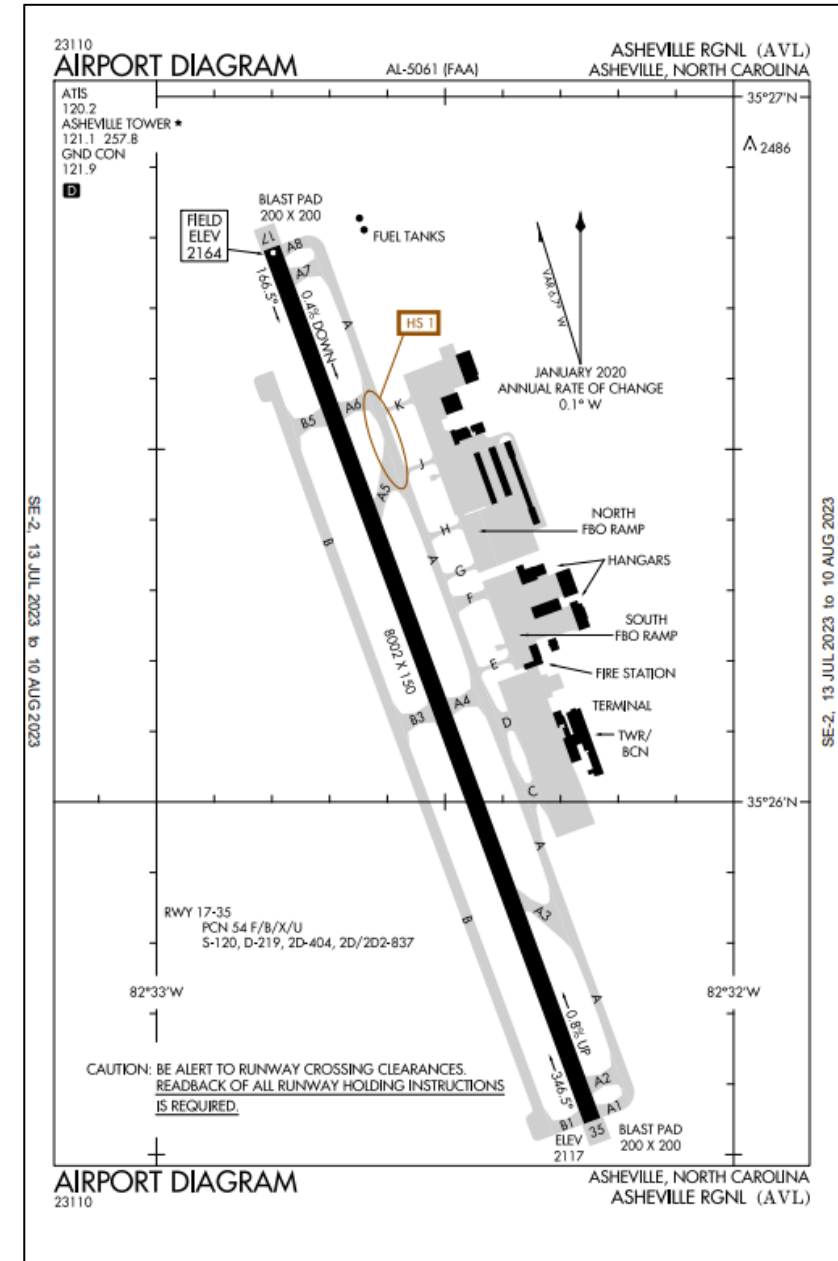 23110
AIRPORT DIAGRAM
AL-5061 (FAA)
ASHEVILLE RGNL (AVL)
ASHEVILLE, NORTH CAROLINA
ATIS
120.2
ASHEVILLE TOWER ★
121.1 257.8
GND CON
121.9
D
35°27'N
2486
BLAST PAD
200 X 200
FIELD
ELEV
2164
17
A8
A7
FUEL TANKS
166.5°
0.4% DOWN
A
HS 1
VAR 6.7° W
JANUARY 2020
ANNUAL RATE OF CHANGE
0.1° W
B5
A6
K
J
A5
H
NORTH
FBO RAMP
B
A
G
HANGARS
F
SOUTH
FBO RAMP
8002 X 150
E
FIRE STATION
A4
B3
D
TERMINAL
TWR/
BCN
C
35°26'N
A
A3
B
RWY 17-35
PCN 54 F/B/X/U
S-120, D-219, 2D-404, 2D/2D2-837
82°33'W
82°32'W
A
0.8% UP
346.5°
CAUTION: BE ALERT TO RUNWAY CROSSING CLEARANCES.
READBACK OF ALL RUNWAY HOLDING INSTRUCTIONS
IS REQUIRED.
A2
A1
B1
35
ELEV
2117
BLAST PAD
200 X 200
SE-2, 13 JUL 2023 to 10 AUG 2023
SE-2, 13 JUL 2023 to 10 AUG 2023
AIRPORT DIAGRAM
23110
ASHEVILLE, NORTH CAROLINA
ASHEVILLE RGNL (AVL)